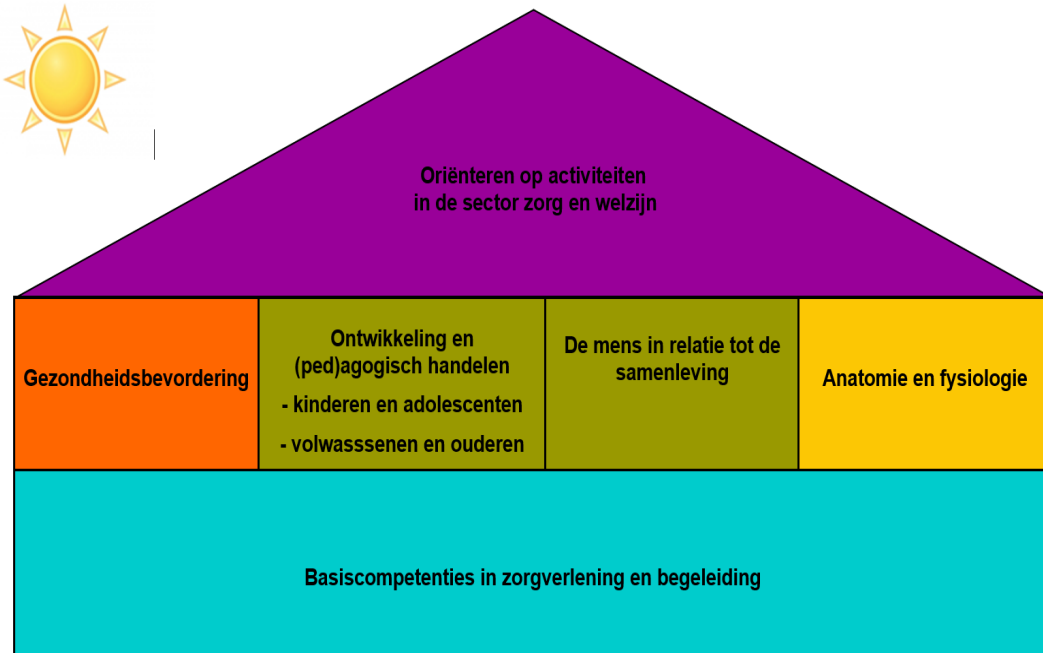 Oriënteren op activiteiten
in de sector zorg en welzijn
Gezondheidsbevordering
Ontwikkeling en
(ped)agogisch handelen
- kinderen en adolescenten
- volwasssenen en ouderen
De mens in relatie tot de
samenleving
Anatomie en fysiologie
Basiscompetenties in zorgverlening en begeleiding